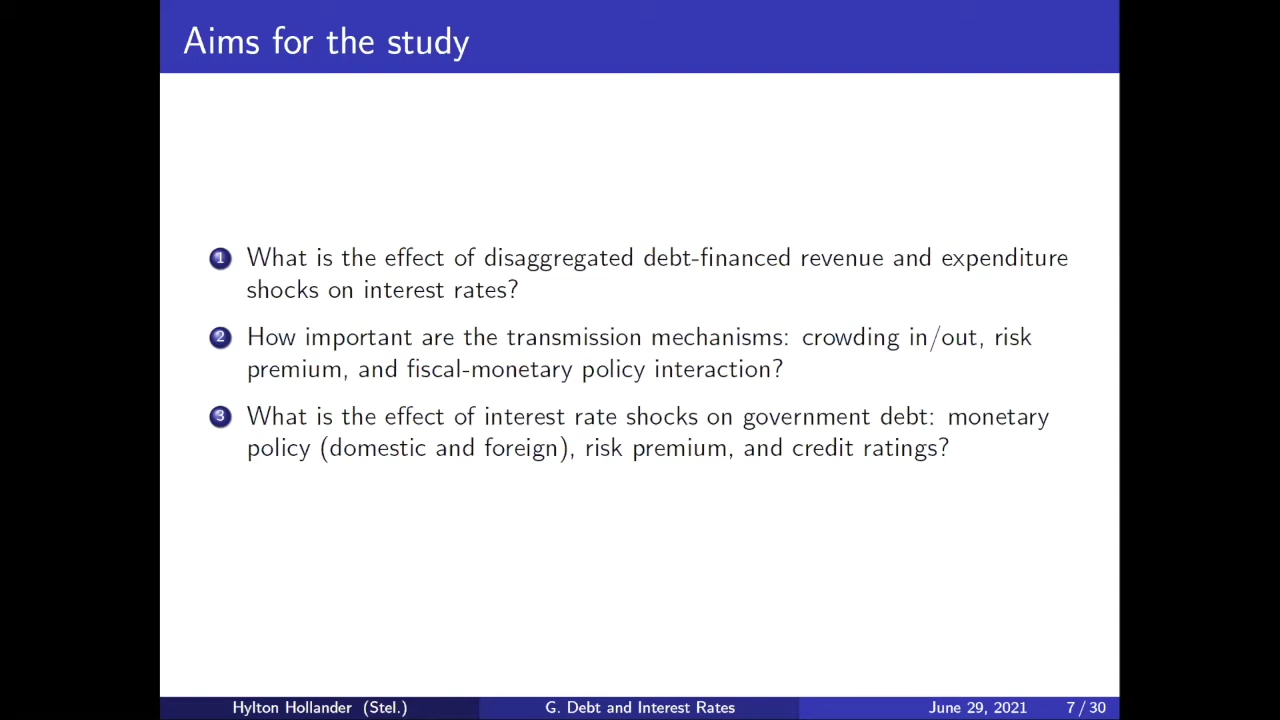 Aims for the study
1 What is the effect of disaggregated debt-financed revenue and expenditure
shocks on interest rates?
2 How important are the transmission mechanisms: crowding in/out, risk
premium, and fiscal-monetary policy interaction?
3 What is the effect of interest rate shocks on government debt: monetary
policy (domestic and foreign), risk premium, and credit ratings?
Hylton Hollander (Stel.) G. Debt and Interest Rates June 29, 2021 7 / 30